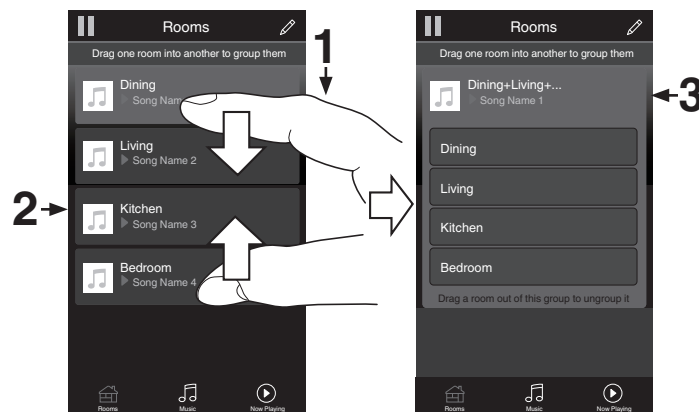 Rooms
Drag one room into another to group them
1
Dining
Song Nam
Living
Song Name 2
2
Kitchen
Song Name 3
Bedroom
Song Name 4
Rooms
Music
Now Playing
Rooms
Drag one room into another to group them
Dining+Living+...
Song Name 1
3
Dining
Living
Kitchen
Bedroom
Drag a room out of this group to ungroup it
Rooms
Music
Now Playing